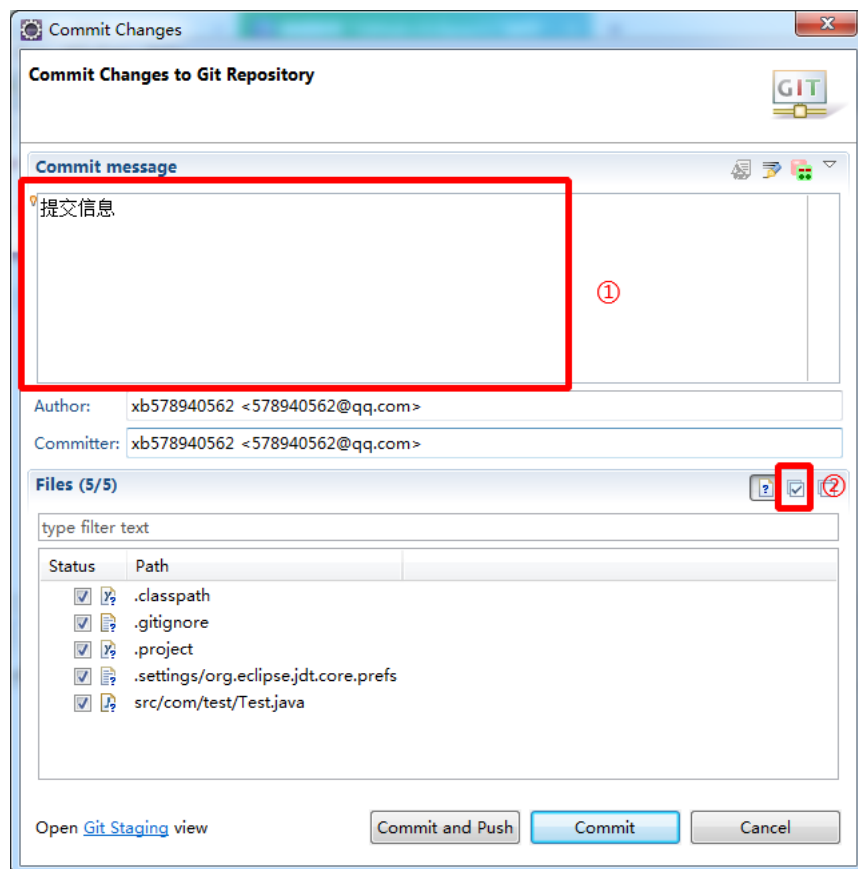 Commit Changes
Commit Changes to Git Repository
GIT
Commit message
提交信息
①
Author: xb578940562 <578940562@qq.com>
Committer: xb578940562 <578940562@qq.com>
Files (5/5)
②
type filter text
Status Path
.classpath
.gitignore
.project
.settings/org.eclipse.jdt.core.prefs
src/com/test/Test.java
Open Git Staging view
Commit and Push
Commit
Cancel